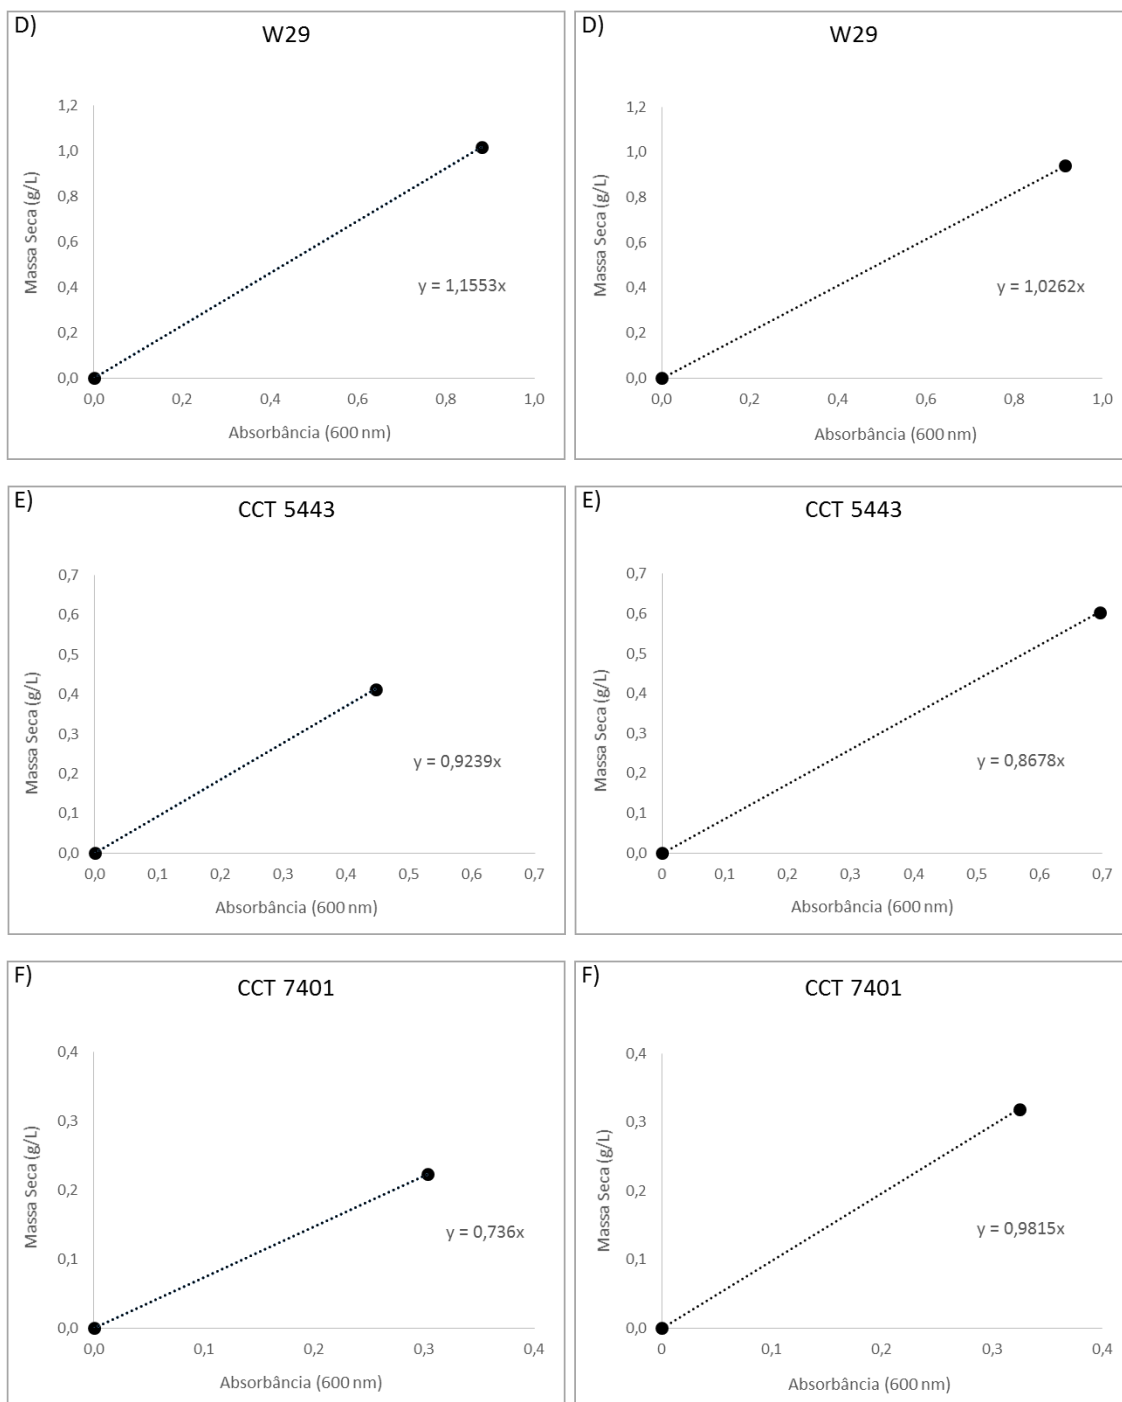 D)
W29
1,2
1,0
0,8
0,6
0,4
0,2
0,0
Massa Seca (g/L)
y = 1,1553x
0,0 0,2 0,4 0,6 0,8 1,0
Absorbância (600 nm)
D)
W29
1,2
1,0
0,8
0,6
0,4
0,2
0,0
Massa Seca (g/L)
y = 1,0262x
0,0 0,2 0,4 0,6 0,8 1,0
Absorbância (600 nm)
E)
CCT 5443
0,7
0,6
0,5
0,4
0,3
0,2
0,1
0,0
Massa Seca (g/L)
y = 0,9239x
0,0 0,1 0,2 0,3 0,4 0,5 0,6 0,7
Absorbância (600 nm)
E)
CCT 5443
0,7
0,6
0,5
0,4
0,3
0,2
0,1
0,0
Massa Seca (g/L)
y = 0,8678x
0 0,1 0,2 0,3 0,4 0,5 0,6 0,7
Absorbância (600 nm)
F)
CCT 7401
0,4
0,3
0,2
0,1
0,0
Massa Seca (g/L)
y = 0,736x
0,0 0,1 0,2 0,3 0,4
Absorbância (600 nm)
F)
CCT 7401
0,4
0,3
0,2
0,1
0,0
Massa Seca (g/L)
y = 0,9815x
0 0,1 0,2 0,3 0,4
Absorbância (600 nm)